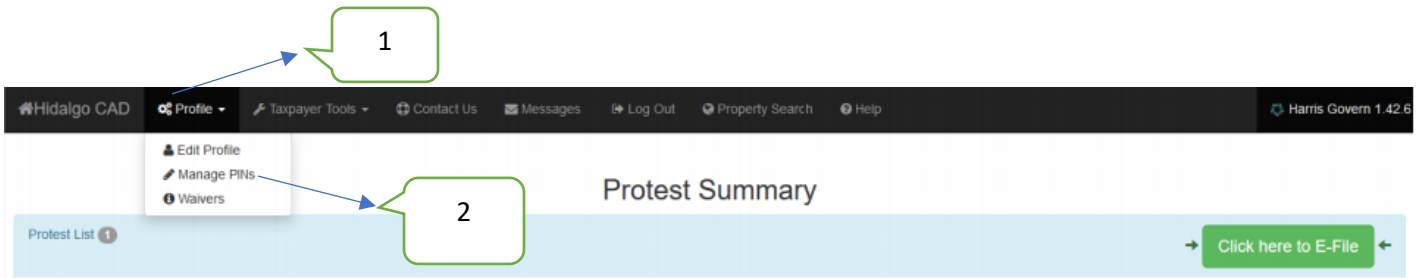 1
Hidalgo CAD Profile Taxpayer Tools Contact Us Messages Log Out Property Search Help Harris Govern 1.42.6
Edit Profile
Manage PINs
Waivers
2
Protest Summary
Protest List 1
Click here to E-File